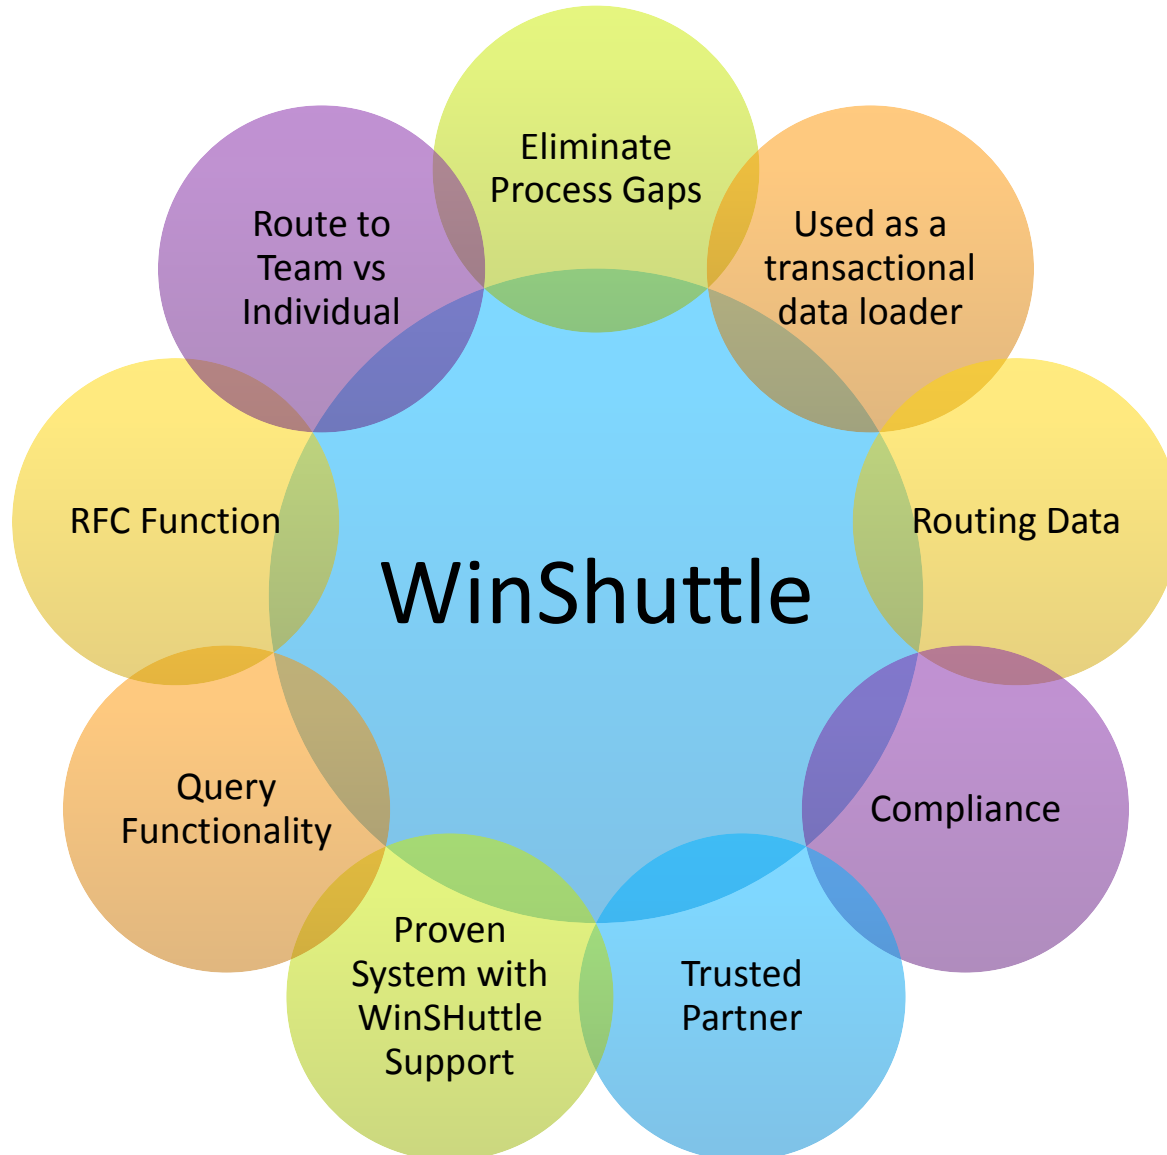 Eliminate
Process Gaps
Used as a
transactional
data loader
Routing Data
Compliance
Trusted
Partner
Proven
System with
WinSHuttle
Support
Query
Functionality
RFC Function
Route to
Team vs
Individual
WinShuttle